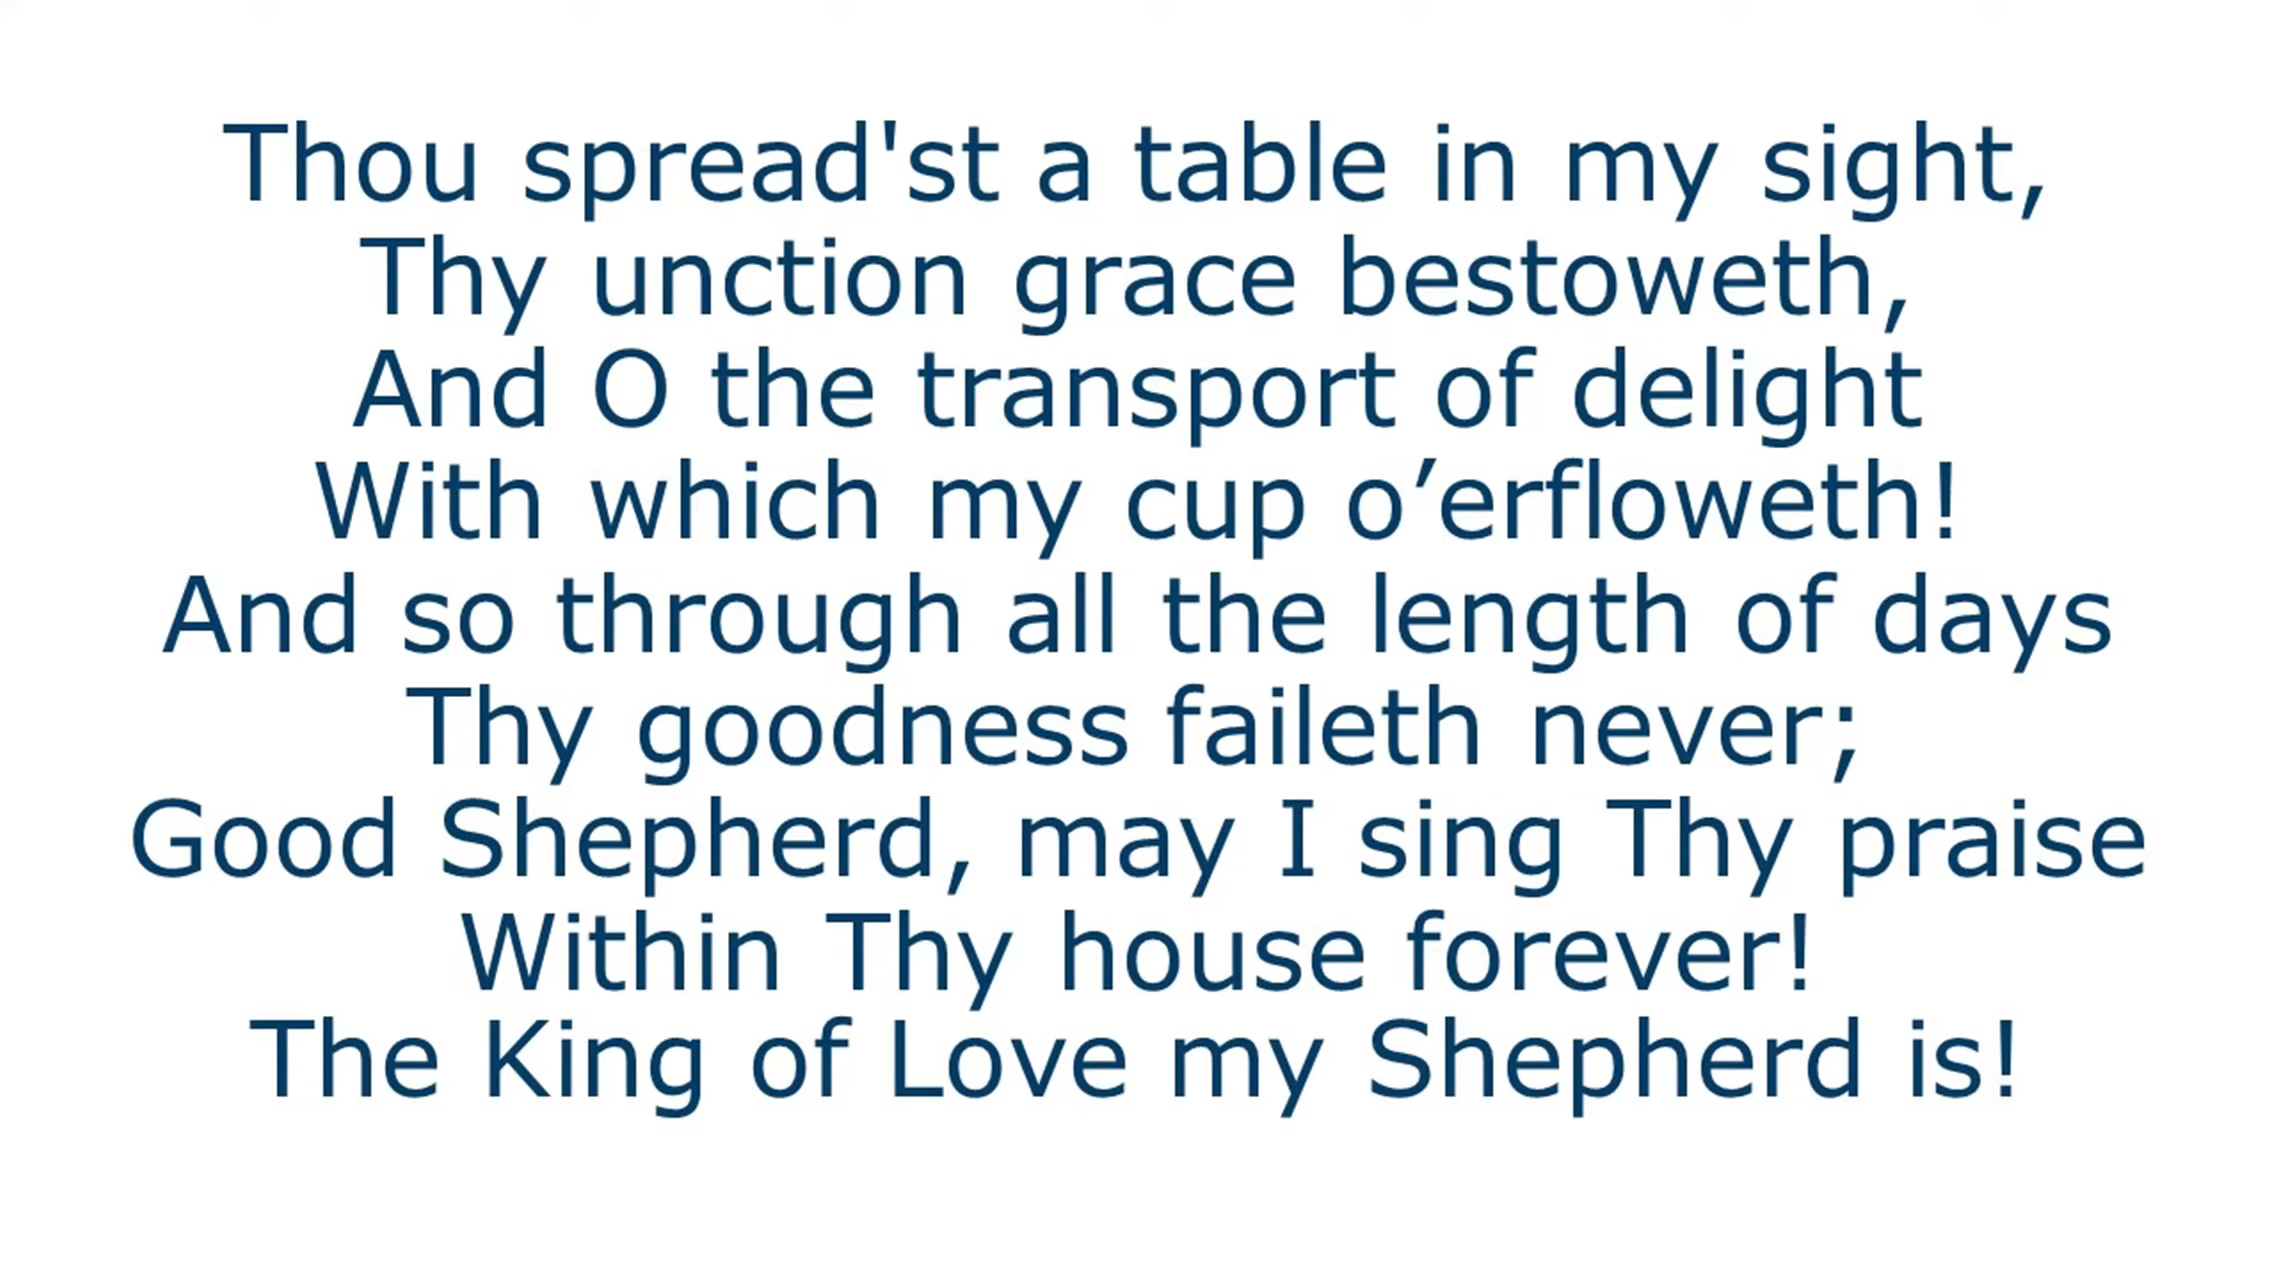 Thou spread'st a table in my sight,
Thy unction grace bestoweth,
And O the transport of delight
With which my cup o’erfloweth!
And so through all the length of days
Thy goodness faileth never;
Good Shepherd, may I sing Thy praise
Within Thy house forever!
The King of Love my Shepherd is!